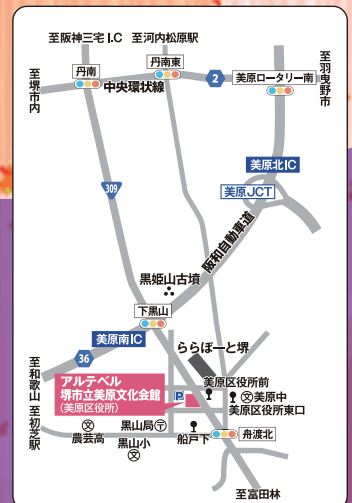 至阪神三宅I.C
至河内松原駅
至堺市内
丹南
丹南東
中央環状線
2
美原ロータリー南
至羽曳野市
309
美原北IC
美原JCT
阪和自動車道
黒姫山古墳
下黒山
美原南IC
36
ららぽーと堺
至和歌山
至初芝駅
アルテベル
堺市立美原文化会館
(美原区役所)
P
美原区役所前
文 美原中
美原区役所東口
文
農芸高
黒山局〒
黒山小
文
船戸下
舟渡北
至富田林